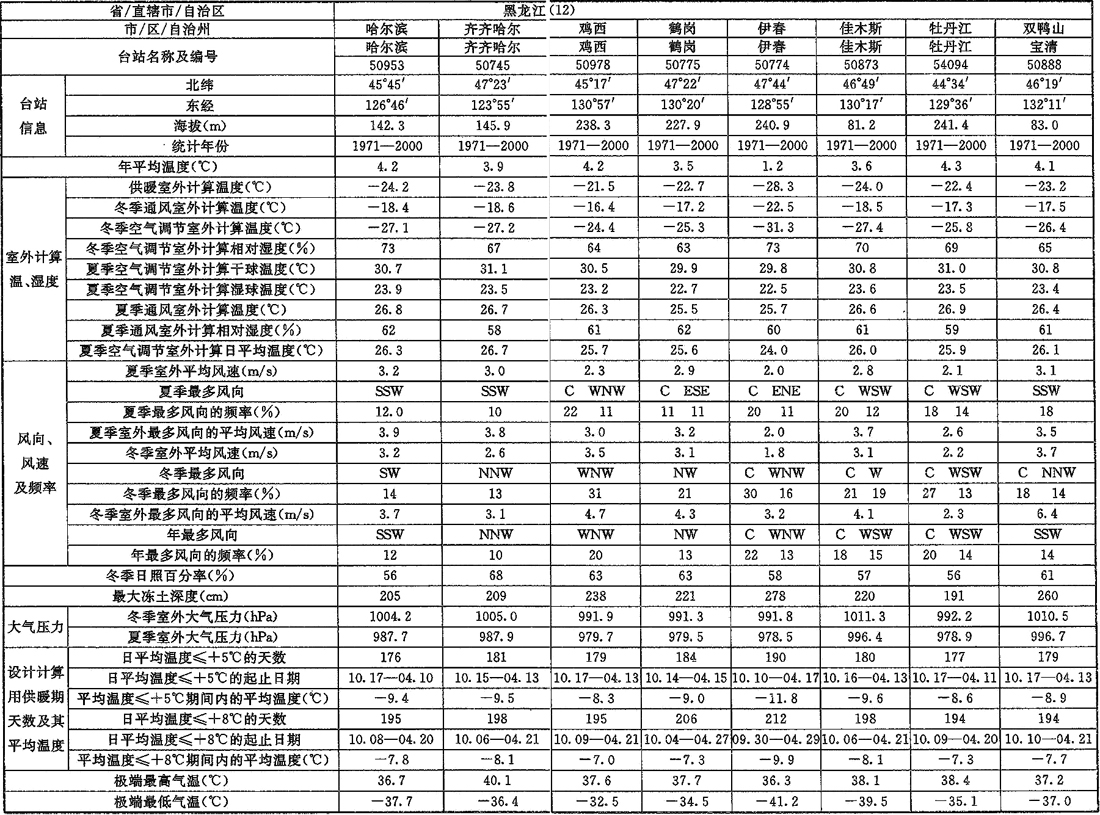 省/直辖市/自治区 黑龙江(12)
市/区/自治州 哈尔滨 齐齐哈尔 鸡西 鹤岗 伊春 佳木斯 牡丹江 双鸭山
台站名称及编号 哈尔滨 齐齐哈尔 鸡西 鹤岗 伊春 佳木斯 牡丹江 宝清
50953 50745 50978 50775 50774 50873 54094 50888
台站信息 北纬 45°45′ 47°23′ 45°17′ 47°22′ 47°44′ 46°49′ 44°34′ 46°19′
东经 126°46′ 123°55′ 130°57′ 130°20′ 128°55′ 130°17′ 129°36′ 132°11′
海拔(m) 142.3 145.9 238.3 227.9 240.9 81.2 241.4 83.0
统计年份 1971—2000 1971—2000 1971—2000 1971—2000 1971—2000 1971—2000 1971—2000 1971—2000
年平均温度(℃) 4.2 3.9 4.2 3.5 1.2 3.6 4.3 4.1
室外计算温、湿度 供暖室外计算温度(℃) —24.2 —23.8 —21.5 —22.7 —28.3 —24.0 —22.4 —23.2
冬季通风室外计算温度(℃) —18.4 —18.6 —16.4 —17.2 —22.5 —18.5 —17.3 —17.5
冬季空气调节室外计算温度(℃) —27.1 —27.2 —24.4 —25.3 —31.3 —27.4 —25.8 —26.4
冬季空气调节室外计算相对湿度(%) 73 67 64 63 73 70 69 65
夏季空气调节室外计算干球温度(℃) 30.7 31.1 30.5 29.9 29.8 30.8 31.0 30.8
夏季空气调节室外计算湿球温度(℃) 23.9 23.5 23.2 22.7 22.5 23.6 23.5 23.4
夏季通风室外计算温度(℃) 26.8 26.7 26.3 25.5 25.7 26.6 26.9 26.4
夏季通风室外计算相对湿度(%) 62 58 61 62 60 61 59 61
夏季空气调节室外计算日平均温度(℃) 26.3 26.7 25.7 25.6 24.0 26.0 25.9 26.1
风向、风速及频率 夏季室外平均风速(m/s) 3.2 3.0 2.3 2.9 2.0 2.8 2.1 3.1
夏季最多风向 SSW SSW C WNW C ESE C ENE C WSW C WSW SSW
夏季最多风向的频率(%) 12.0 10 22 11 11 11 20 11 20 12 18 14 18
夏季室外最多风向的平均风速(m/s) 3.9 3.8 3.0 3.2 2.0 3.7 2.6 3.5
冬季室外平均风速(m/s) 3.2 2.6 3.5 3.1 1.8 3.1 2.2 3.7
冬季最多风向 SW NNW WNW NW C WNW C W C WSW C NNW
冬季最多风向的频率(%) 14 13 31 21 30 16 21 19 27 13 18 14
冬季室外最多风向的平均风速(m/s) 3.7 3.1 4.7 4.3 3.2 4.1 2.3 6.4
年最多风向 SSW NNW WNW NW C WNW C WSW C WSW SSW
年最多风向的频率(%) 12 10 20 13 22 13 18 15 20 14 14
冬季日照百分率(%) 56 68 63 63 58 57 56 61
最大冻土深度(cm) 205 209 238 221 278 220 191 260
大气压力 冬季室外大气压力(hPa) 1004.2 1005.0 991.9 991.3 991.8 1011.3 992.2 1010.5
夏季室外大气压力(hPa) 987.7 987.9 979.7 979.5 978.5 996.4 978.9 996.7
设计计算用供暖期天数及其平均温度 日平均温度≤+5℃的天数 176 181 179 184 190 180 177 179
日平均温度≤+5℃的起止日期 10.17—04.10 10.15—04.13 10.17—04.13 10.14—04.15 10.10—04.17 10.16—04.13 10.17—04.11 10.17—04.13
平均温度≤+5℃期间内的平均温度(℃) —9.4 —9.5 —8.3 —9.0 —11.8 —9.6 —8.6 —8.9
日平均温度≤+8℃的天数 195 198 195 206 212 198 194 194
日平均温度≤+8℃的起止日期 10.08—04.20 10.06—04.21 10.09—04.21 10.04—04.27 09.30—04.29 10.06—04.21 10.09—04.20 10.10—04.21
平均温度≤+8℃期间内的平均温度(℃) —7.8 —8.1 —7.0 —7.3 —9.9 —8.1 —7.3 —7.7
极端最高气温(℃) 36.7 40.1 37.6 37.7 36.3 38.1 38.4 37.2
极端最低气温(℃) —37.7 —36.4 —32.5 —34.5 —41.2 —39.5 —35.1 —37.0